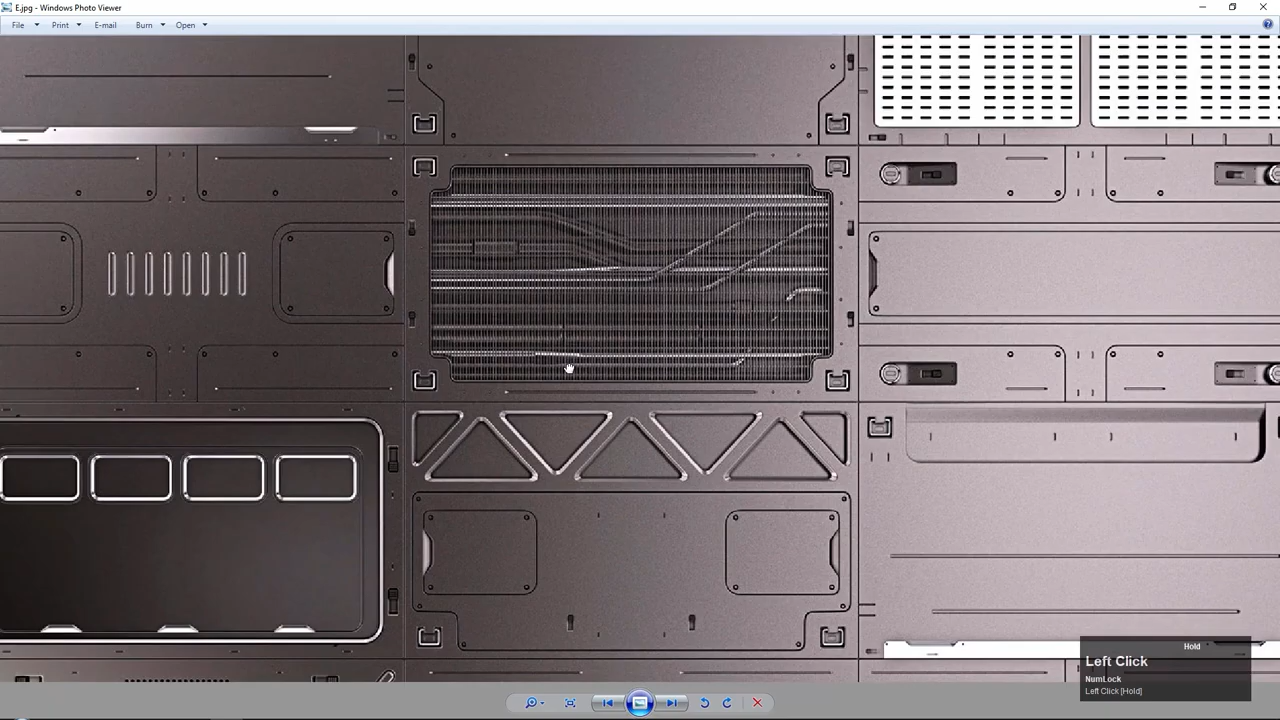 E.jpg - Windows Photo Viewer
File Print E-mail Burn Open
Hold
Left Click
NumLock
Left Click [Hold]